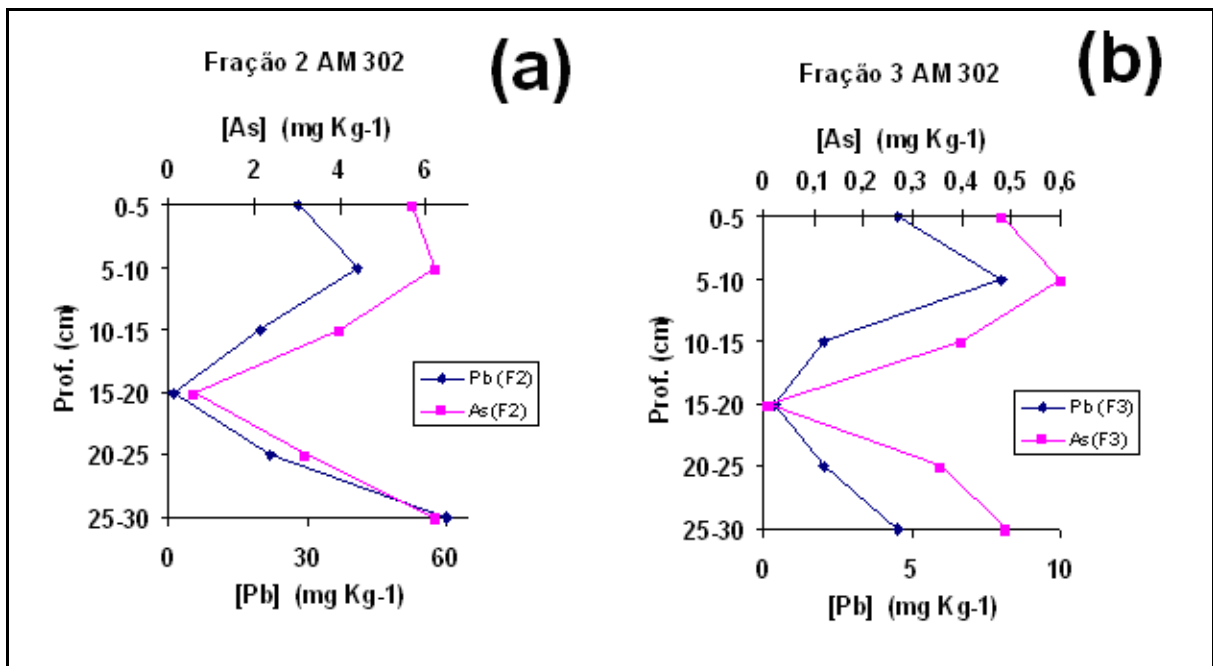 Fração 2 AM 302
(a)
[As] (mg Kg-1)
0 2 4 6
0-5
5-10
10-15
15-20
20-25
25-30
Prof. (cm)
Pb (F2)
As(F2)
0 30 60
[Pb] (mg Kg-1)
Fração 3 AM 302
(b)
[As] (mg Kg-1)
0 0,1 0,2 0,3 0,4 0,5 0,6
0-5
5-10
10-15
15-20
20-25
25-30
Prof. (cm)
Pb (F3)
As(F3)
0 5 10
[Pb] (mg Kg-1)